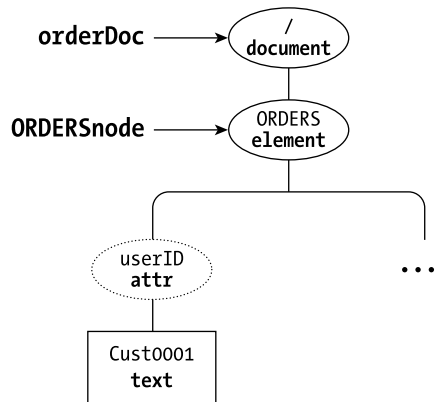 orderDoc
/
document
ORDERSnode
ORDERS
element
userID
attr
...
Cust0001
text